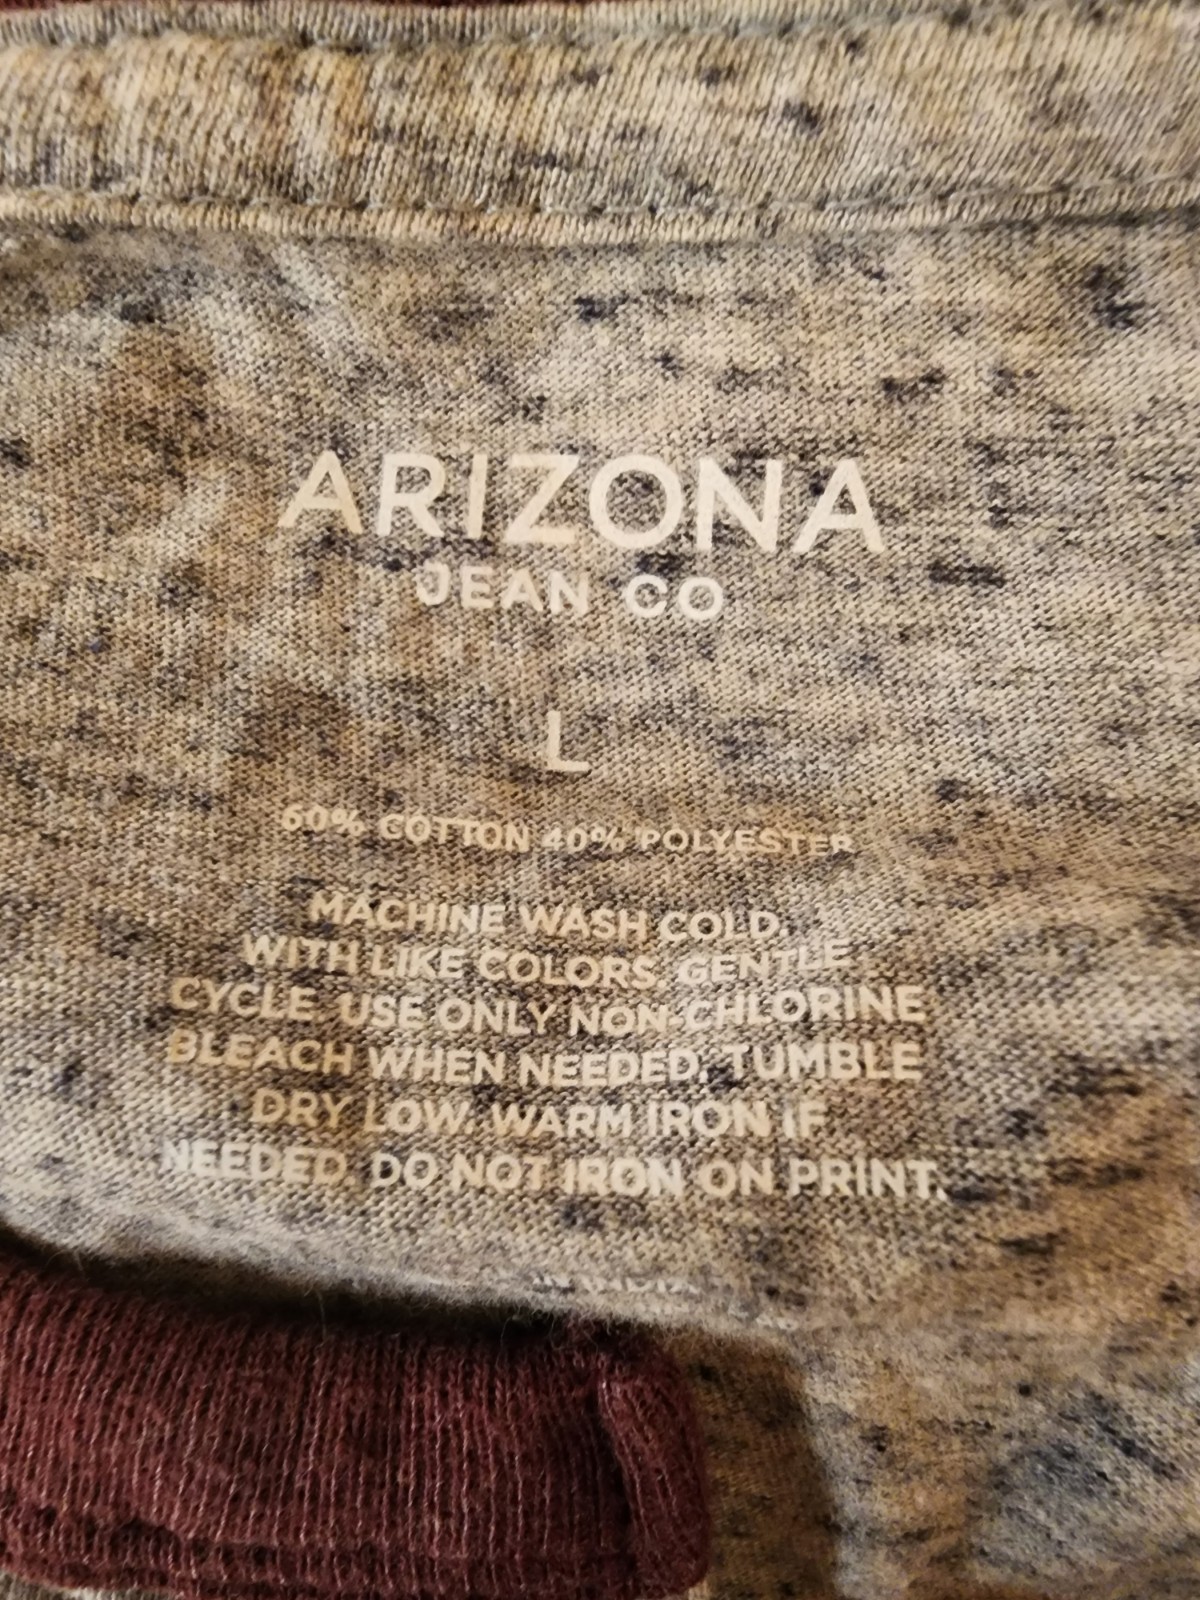 ARIZONA
JEAN CO
L
60% COTTON 40% POLYESTER
MACHINE WASH COLD,
WITH LIKE COLORS, GENTLE
CYCLE. USE ONLY NON-CHLORINE
BLEACH WHEN NEEDED. TUMBLE
DRY LOW. WARM IRON IF
NEEDED. DO NOT IRON ON PRINT.